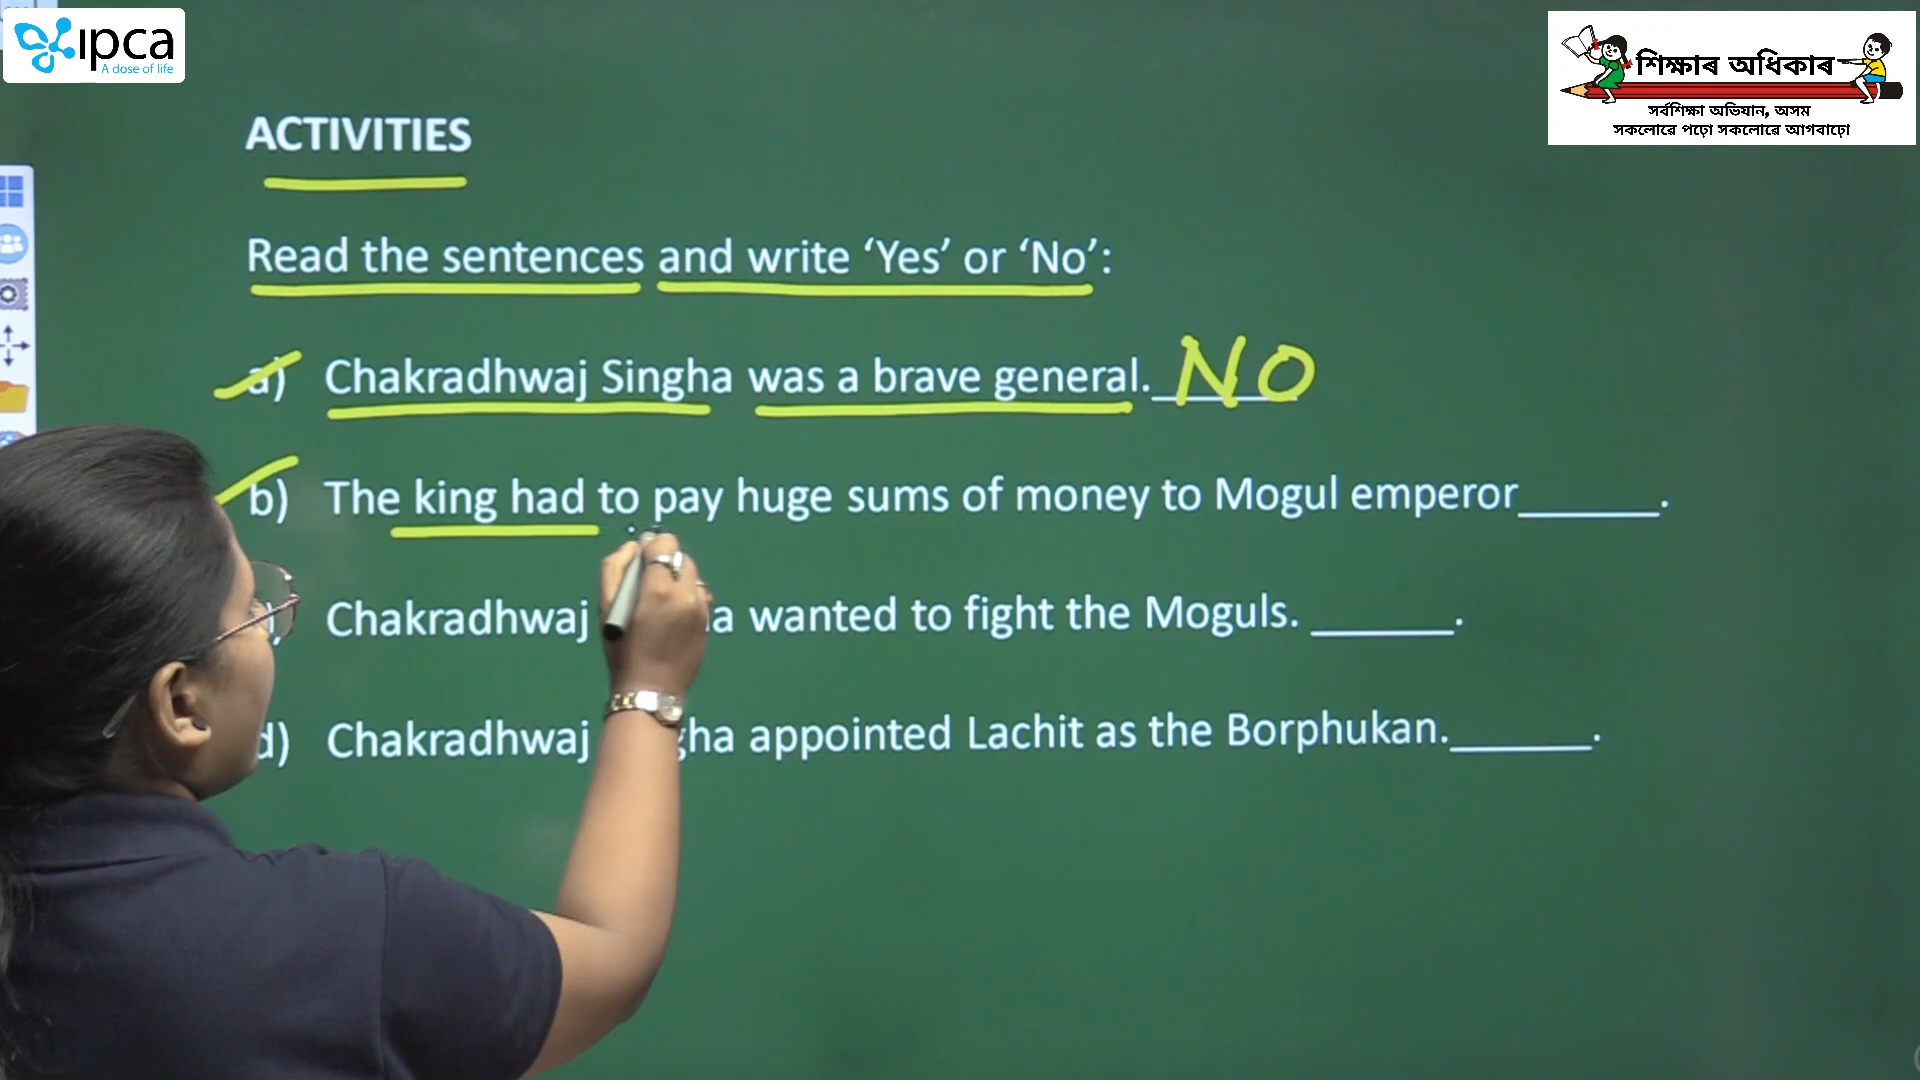 ipca
A dose of life
শিক্ষাৰ অধিকাৰ
সৰ্বশিক্ষা অভিযান, অসম
সকলোৱে পঢ়ো সকলোৱে আগবাঢ়ো
ACTIVITIES
Read the sentences and write ‘Yes’ or ‘No’:
a) Chakradhwaj Singha was a brave general.______ NO
b) The king had to pay huge sums of money to Mogul emperor______.
Chakradhwaj wanted to fight the Moguls. ______.
d) Chakradhwaj appointed Lachit as the Borphukan.______.